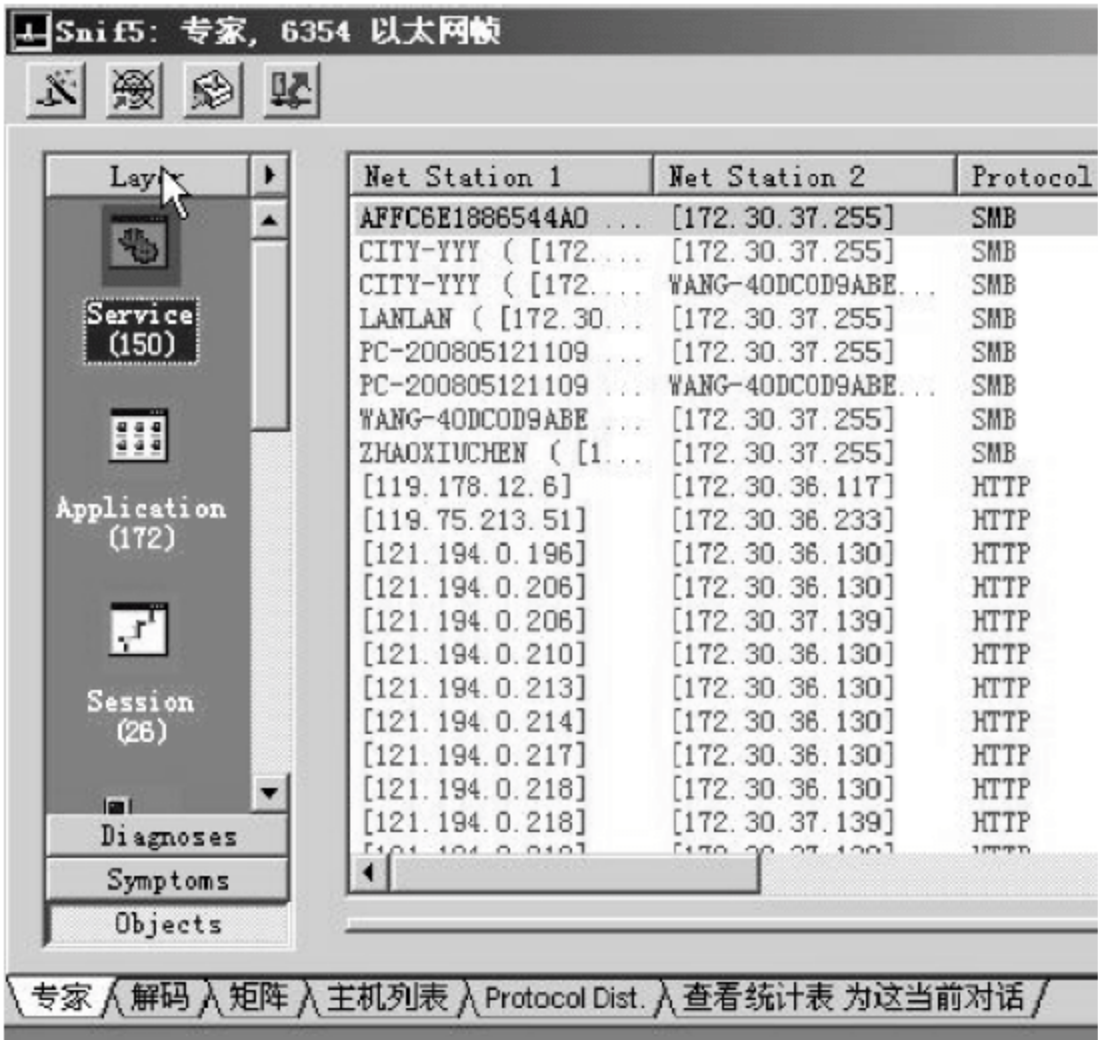 Snif5: 专家, 6354 以太网帧
Layer
Service
(150)
Application
(172)
Session
(26)
Diagnoses
Symptoms
Objects
Net Station 1 Net Station 2 Protocol
AFFC6E1886544A0 ... [172.30.37.255] SMB
CITY-YYY ( [172.... [172.30.37.255] SMB
CITY-YYY ( [172.... WANG-40DC0D9ABE... SMB
LANLAN ( [172.30... [172.30.37.255] SMB
PC-200805121109 ... [172.30.37.255] SMB
PC-200805121109 ... WANG-40DC0D9ABE... SMB
WANG-40DC0D9ABE ... [172.30.37.255] SMB
ZHAOXIUCHEN ( [1... [172.30.37.255] SMB
[119.178.12.6] [172.30.36.117] HTTP
[119.75.213.51] [172.30.36.233] HTTP
[121.194.0.196] [172.30.36.130] HTTP
[121.194.0.206] [172.30.36.130] HTTP
[121.194.0.206] [172.30.37.139] HTTP
[121.194.0.210] [172.30.36.130] HTTP
[121.194.0.213] [172.30.36.130] HTTP
[121.194.0.214] [172.30.36.130] HTTP
[121.194.0.217] [172.30.36.130] HTTP
[121.194.0.218] [172.30.36.130] HTTP
[121.194.0.218] [172.30.37.139] HTTP
专家 解码 矩阵 主机列表 Protocol Dist. 查看统计表 为这当前对话